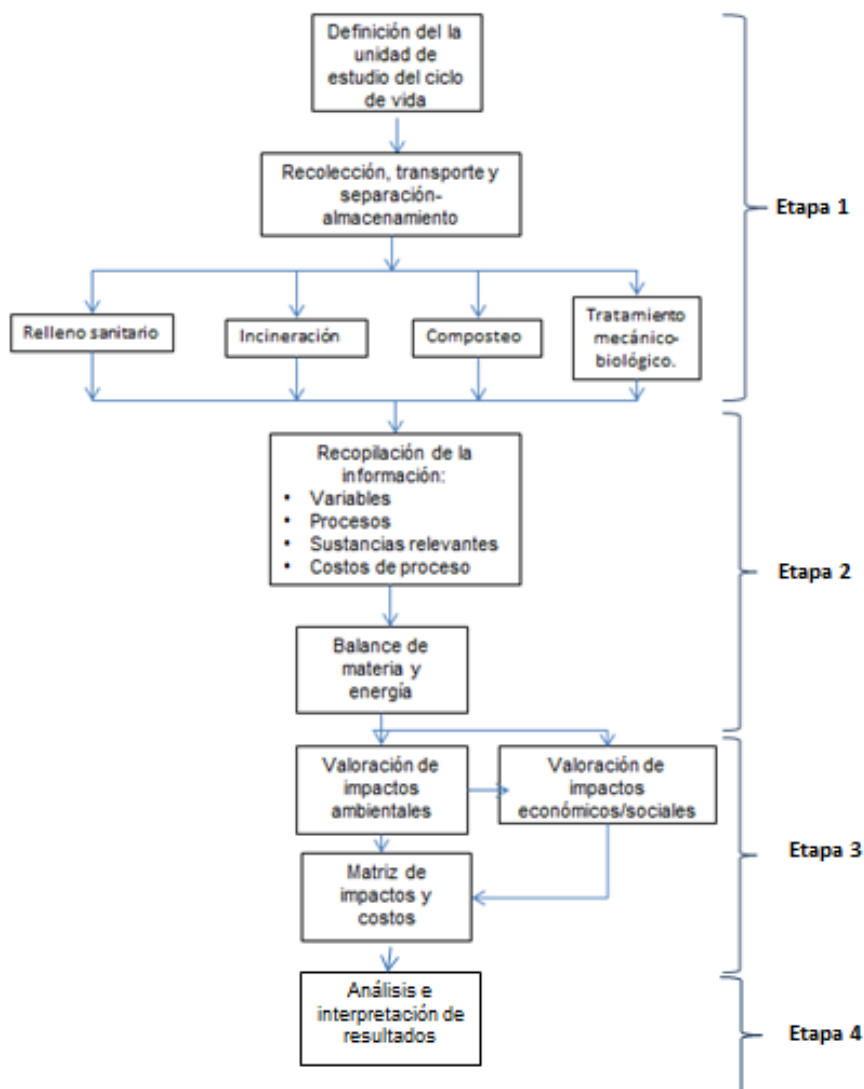 Definición del la
unidad de
estudio del ciclo
de vida
Recolección, transporte y
separación-
almacenamiento
Etapa 1
Relleno sanitario
Incineración
Composteo
Tratamiento
mecánico-
biológico.
Recopilación de la
información:
• Variables
• Procesos
• Sustancias relevantes
• Costos de proceso
Etapa 2
Balance de
materia y
energía
Valoración de
impactos
ambientales
Valoración de
impactos
económicos/sociales
Etapa 3
Matriz de
impactos y
costos
Análisis e
interpretación de
resultados
Etapa 4